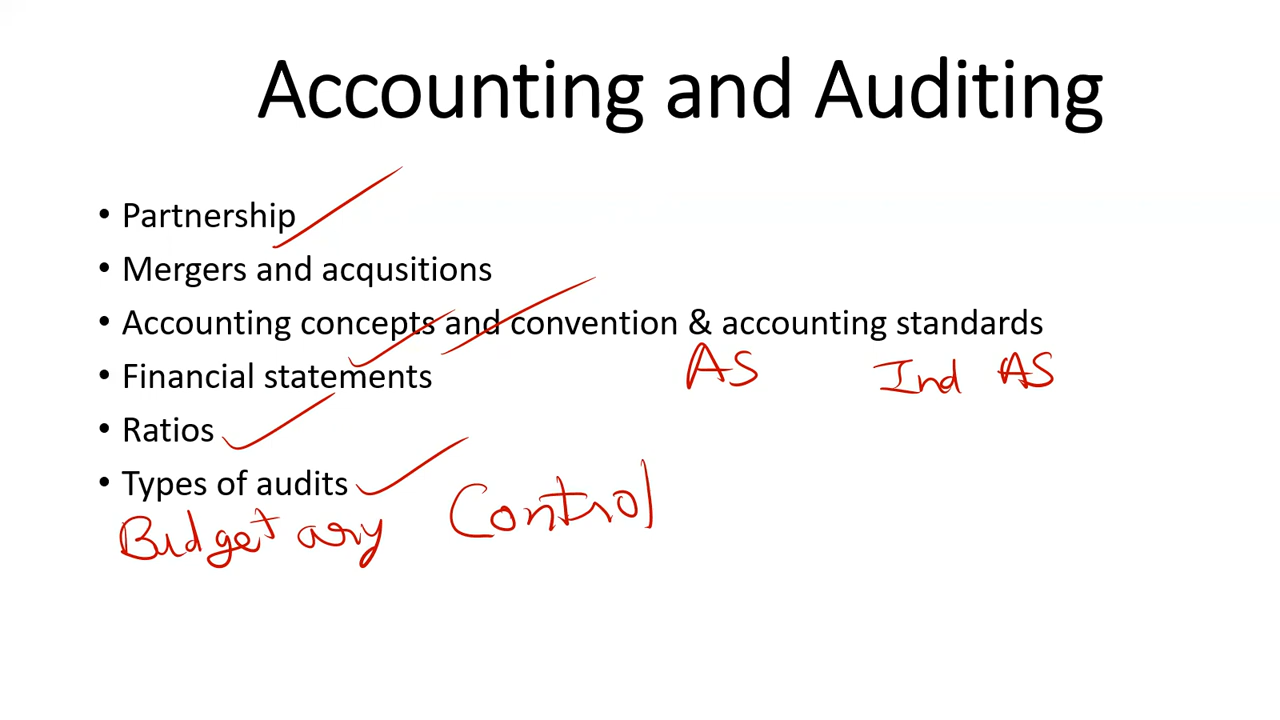 Accounting and Auditing
• Partnership
• Mergers and acqusitions
• Accounting concepts and convention & accounting standards
AS Ind AS
• Financial statements
• Ratios
• Types of audits
Budgetary Control